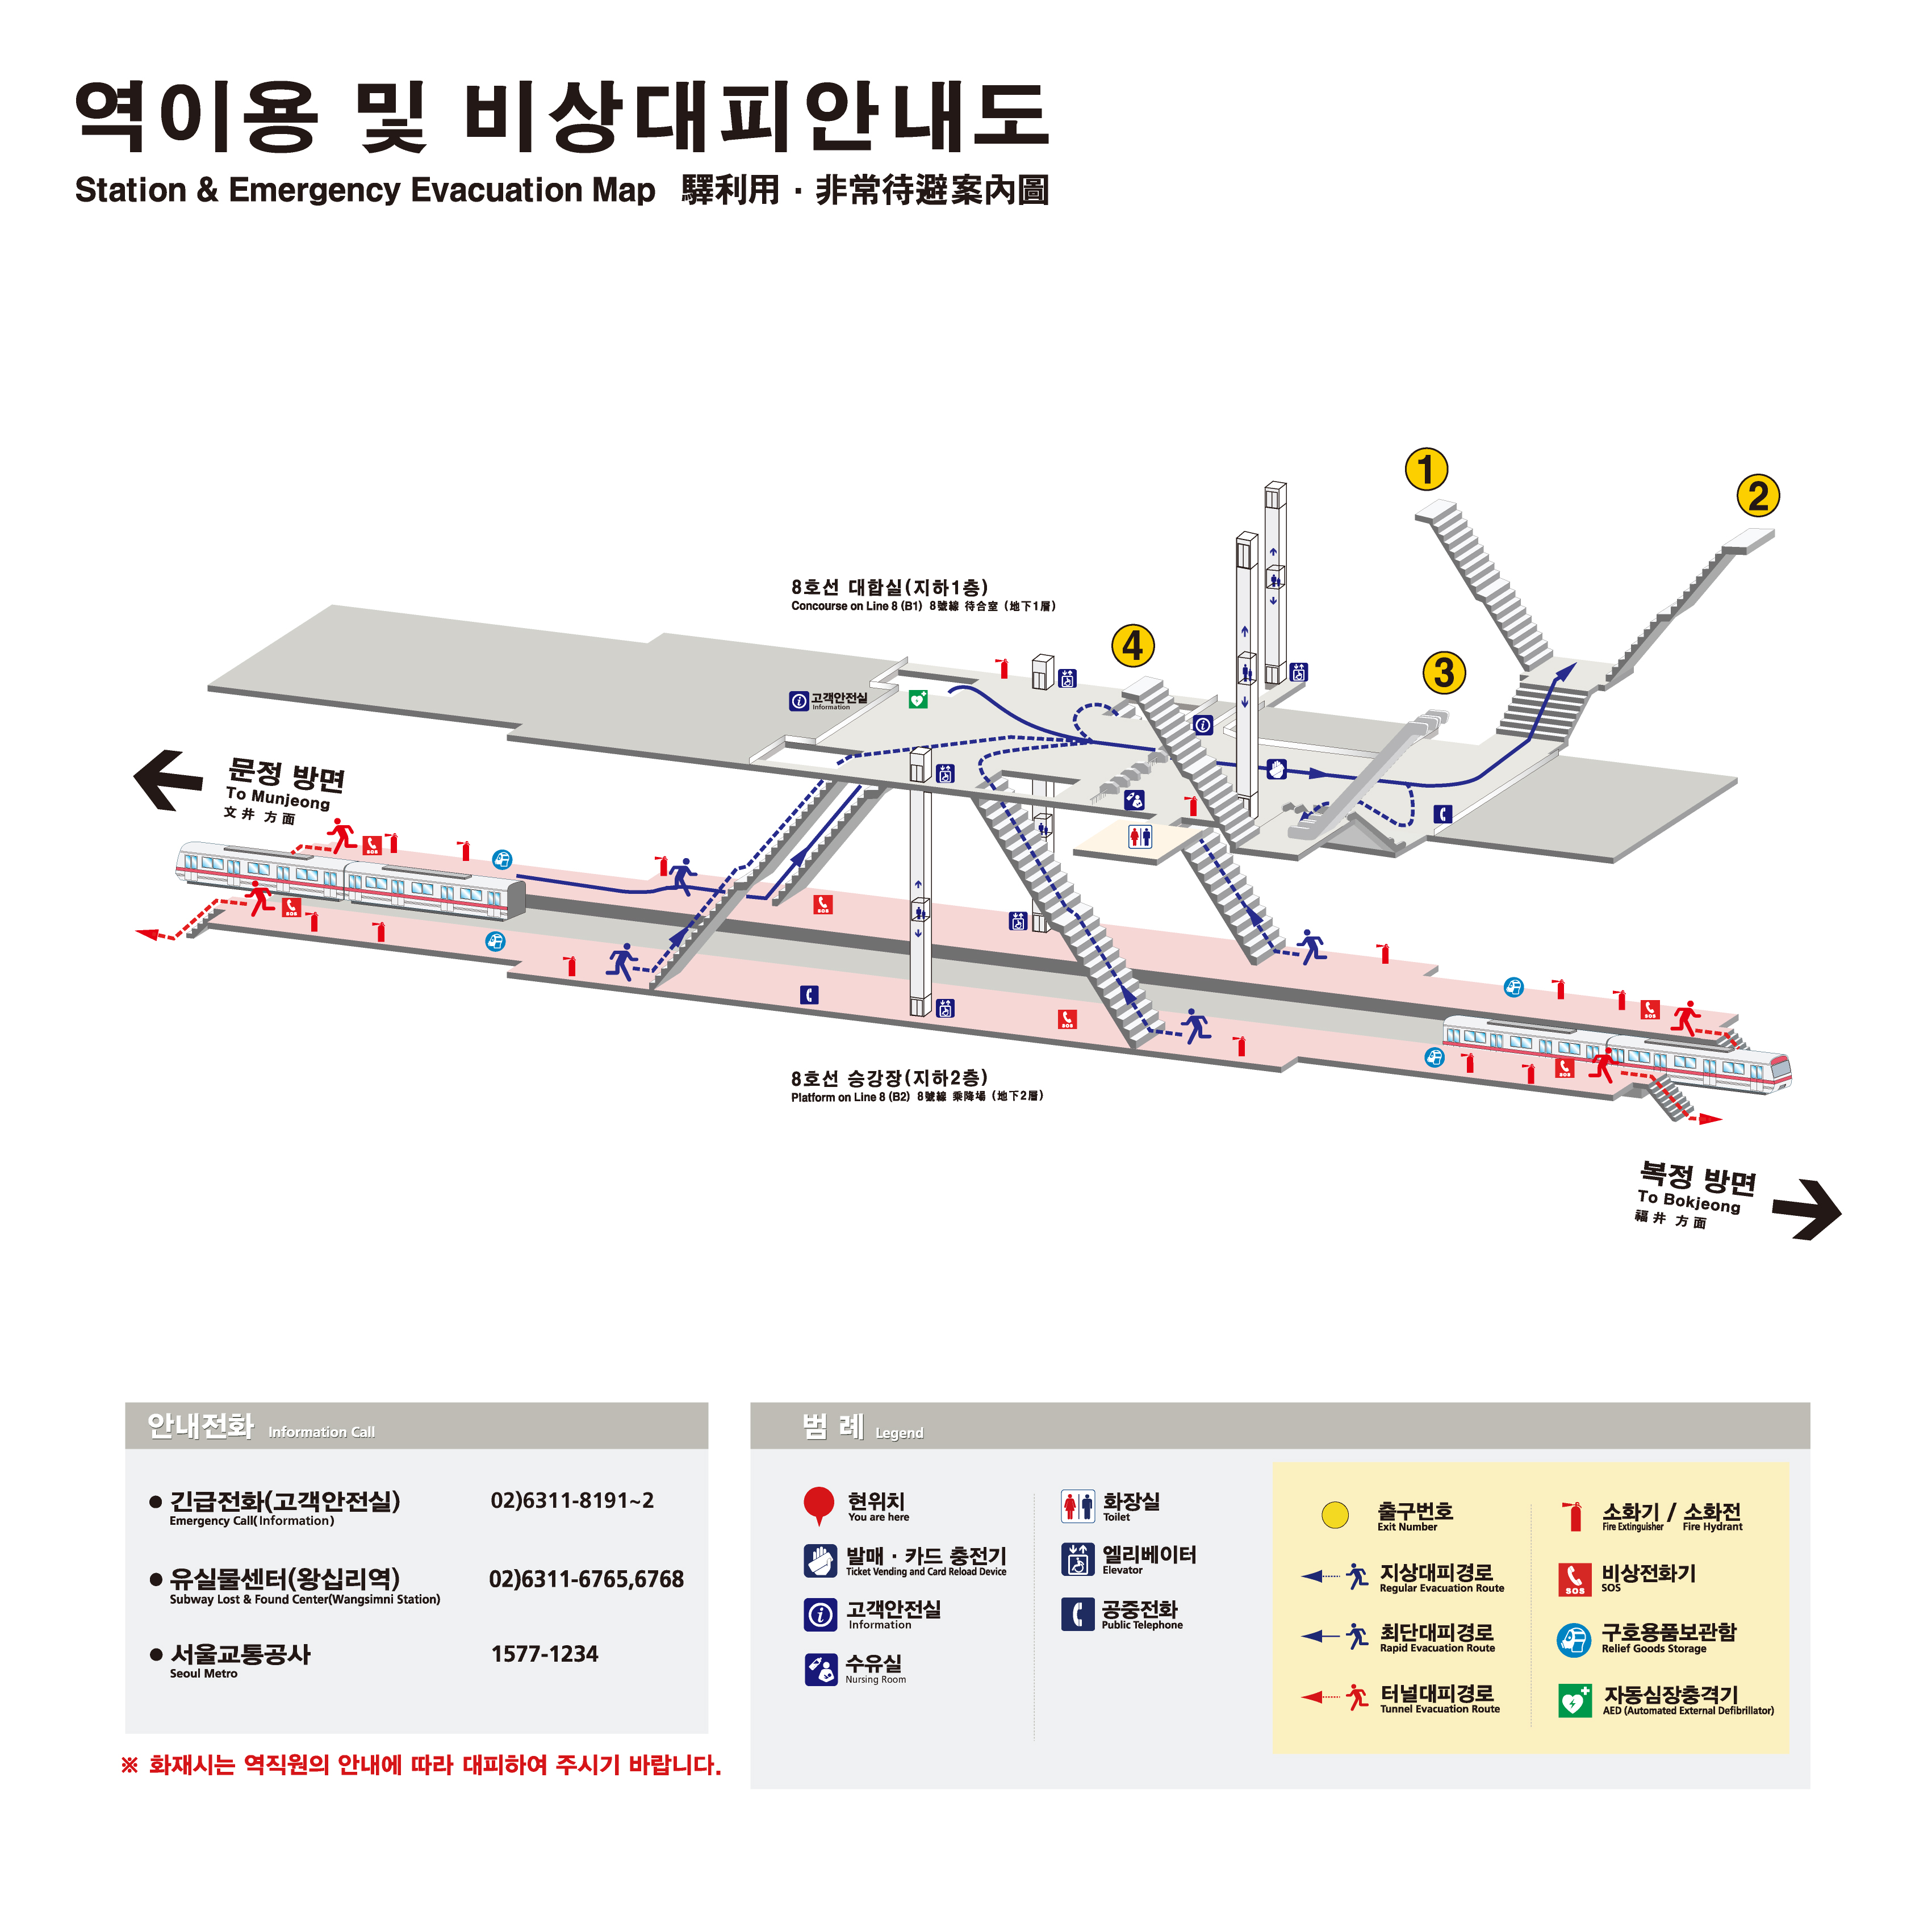 역이용 및 비상대피안내도
Station & Emergency Evacuation Map 驛利用 · 非常待避案內圖
1
2
8호선 대합실(지하1층)
Concourse on Line 8 (B1) 8號線 待合室 (地下1層)
4
3
고객안전실
Information
문정 방면
To Munjeong
文井 方面
SOS
SOS
SOS
SOS
SOS
SOS
8호선 승강장(지하2층)
Platform on Line 8 (B2) 8號線 乘降場 (地下2層)
복정 방면
To Bokjeong
福井 方面
안내전화 Information Call
● 긴급전화(고객안전실) 02)6311-8191~2
Emergency Call(Information)
● 유실물센터(왕십리역) 02)6311-6765,6768
Subway Lost & Found Center(Wangsimni Station)
● 서울교통공사 1577-1234
Seoul Metro
※ 화재시는 역직원의 안내에 따라 대피하여 주시기 바랍니다.
범 례 Legend
현위치
You are here
발매 · 카드 충전기
Ticket Vending and Card Reload Device
고객안전실
Information
수유실
Nursing Room
화장실
Toilet
엘리베이터
Elevator
공중전화
Public Telephone
출구번호
Exit Number
지상대피경로
Regular Evacuation Route
최단대피경로
Rapid Evacuation Route
터널대피경로
Tunnel Evacuation Route
소화기 / 소화전
Fire Extinguisher Fire Hydrant
SOS
비상전화기
SOS
구호용품보관함
Relief Goods Storage
자동심장충격기
AED (Automated External Defibrillator)